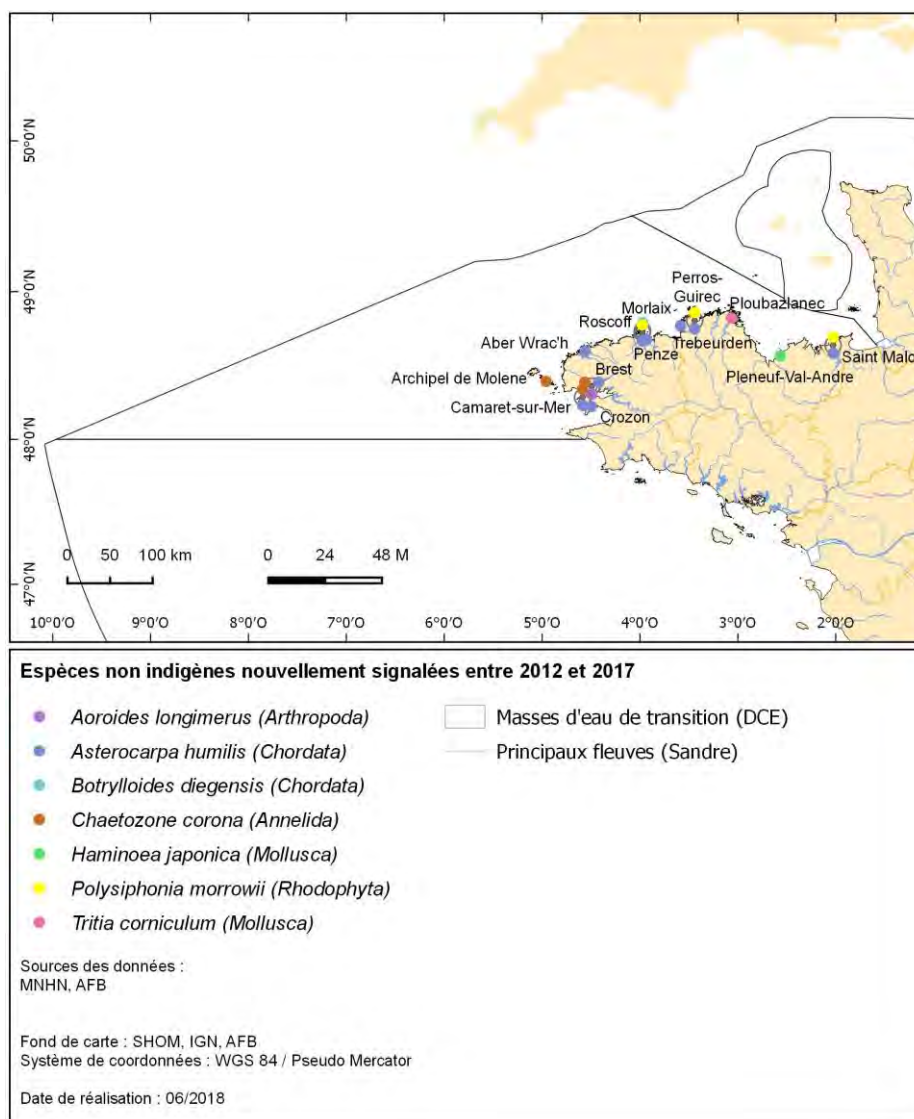 50°0'N
49°0'N
48°0'N
47°0'N
Perros-
Guirec
Ploubazlanec
Morlaix
Roscoff
Aber Wrac'h
Penze
Trebeurden
Saint Malo
Brest
Pleneuf-Val-Andre
Archipel de Molene
Camaret-sur-Mer
Crozon
0 50 100 km
0 24 48 M
10°0'O 9°0'O 8°0'O 7°0'O 6°0'O 5°0'O 4°0'O 3°0'O 2°0'O
Espèces non indigènes nouvellement signalées entre 2012 et 2017
Aoroides longimerus (Arthropoda)
Asterocarpa humilis (Chordata)
Botrylloides diegensis (Chordata)
Chaetozone corona (Annelida)
Haminoea japonica (Mollusca)
Polysiphonia morrowii (Rhodophyta)
Tritia corniculum (Mollusca)
Masses d'eau de transition (DCE)
Principaux fleuves (Sandre)
Sources des données :
MNHN, AFB
Fond de carte : SHOM, IGN, AFB
Système de coordonnées : WGS 84 / Pseudo Mercator
Date de réalisation : 06/2018